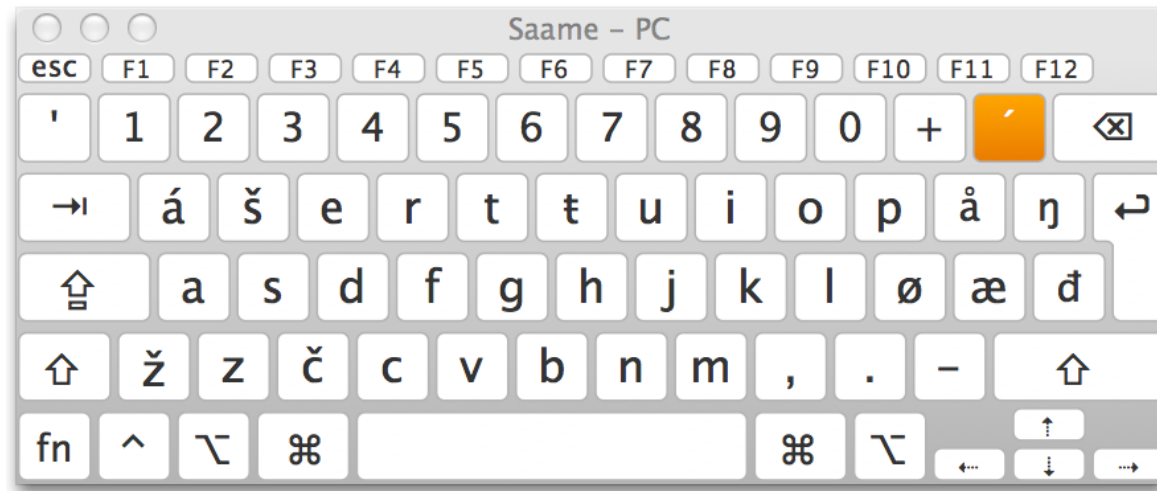 Saame – PC
esc F1 F2 F3 F4 F5 F6 F7 F8 F9 F10 F11 F12
' 1 2 3 4 5 6 7 8 9 0 + ´
á š e r t ŧ u i o p å ŋ
a s d f g h j k l ø æ đ
ž z č c v b n m , . –
fn ^ ⌥ ⌘ ⌘ ⌥